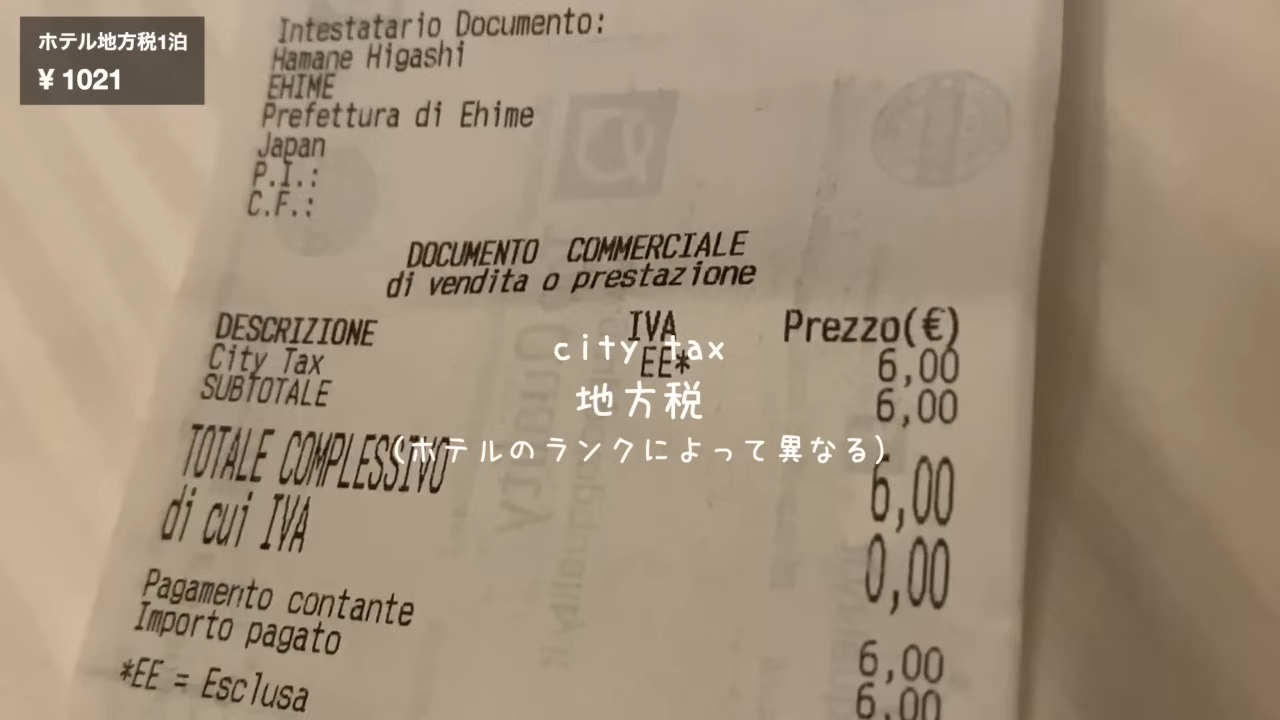 ホテル地方税1泊
¥ 1021
Intestatario Documento:
Hamane Higashi
EHIME
Prefettura di Ehime
Japan
P.I.:
C.F.:
DOCUMENTO COMMERCIALE
di vendita o prestazione
DESCRIZIONE IVA Prezzo(€)
City Tax EE* 6,00
SUBTOTALE 6,00
city tax
地方税
(ホテルのランクによって異なる)
TOTALE COMPLESSIVO 6,00
di cui IVA 0,00
Pagamento contante 6,00
Importo pagato 6,00
*EE = Esclusa